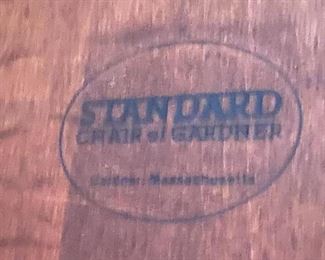 STANDARD
CHAIR of GARDNER
Gardner, Massachusetts